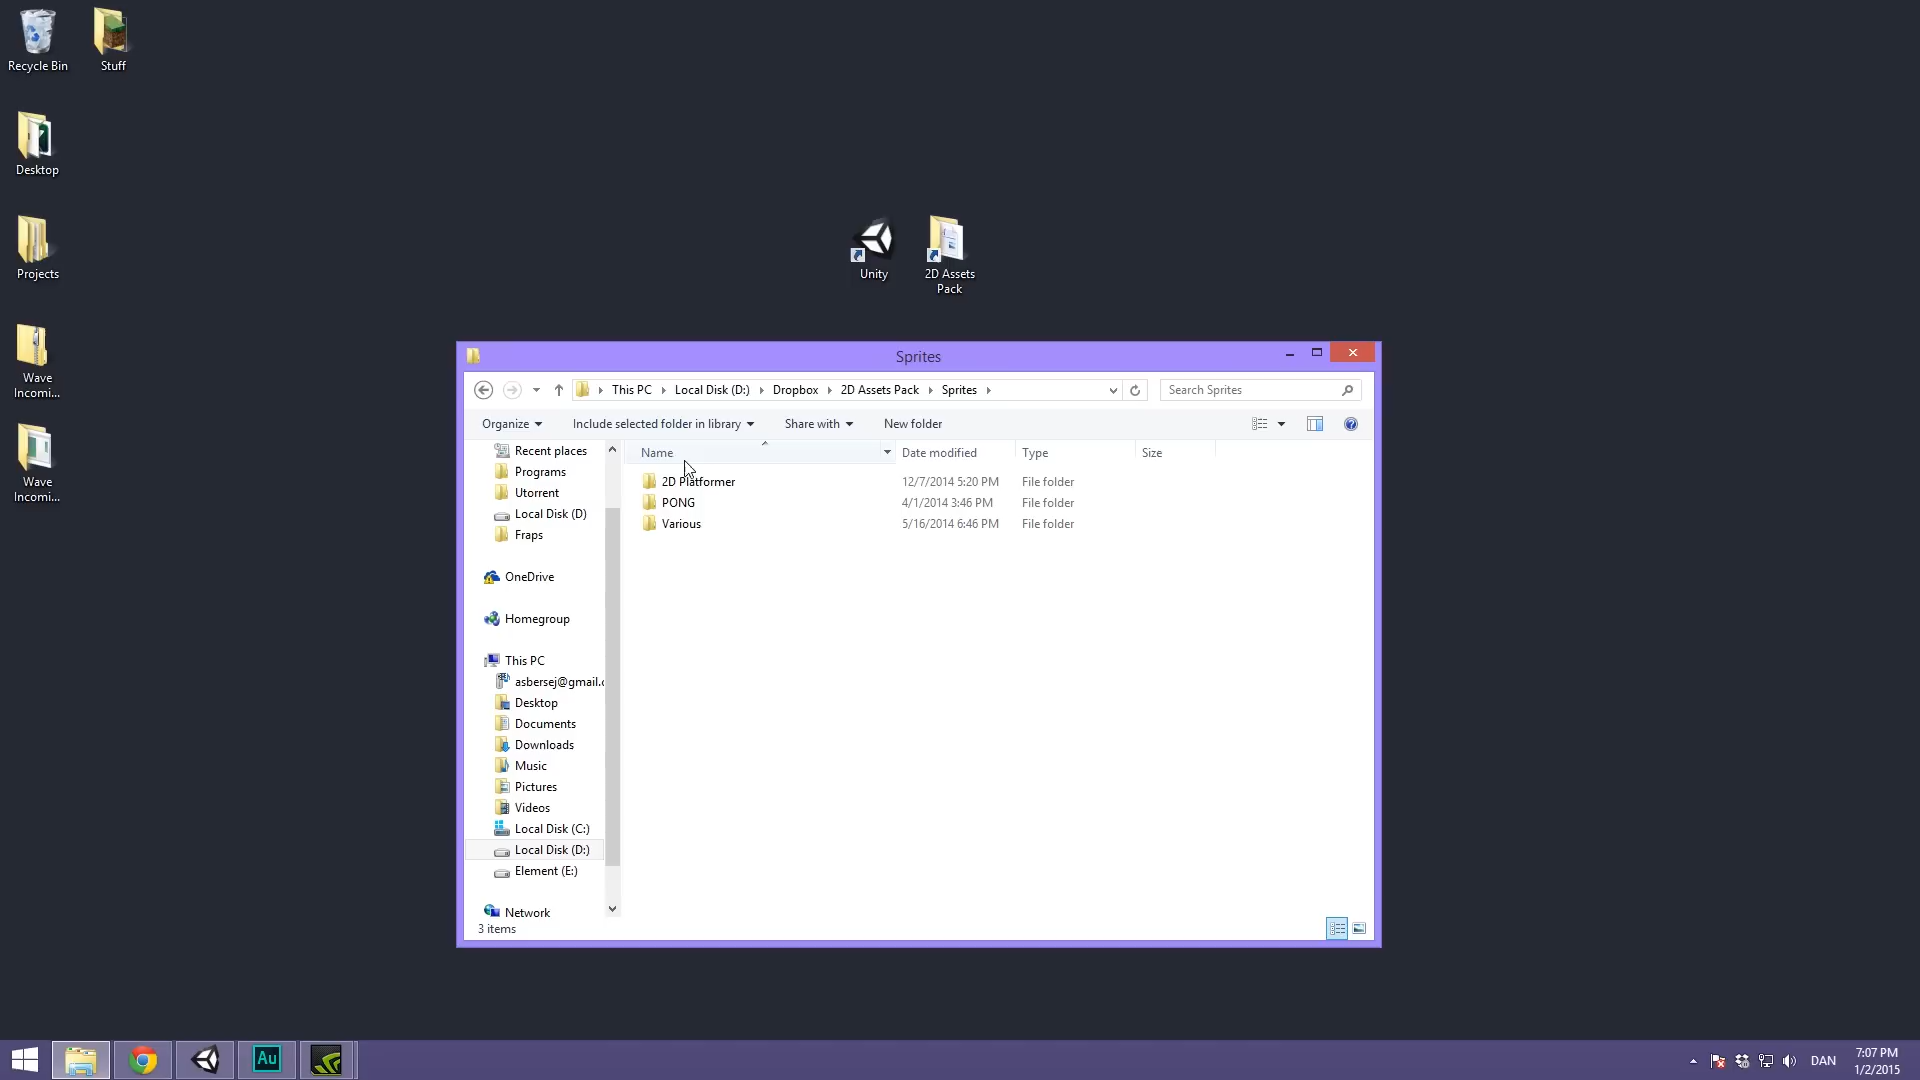 Recycle Bin
Stuff
Desktop
Projects
Wave
Incomi...
Wave
Incomi...
Unity
2D Assets
Pack
Sprites
This PC
Local Disk (D:)
Dropbox
2D Assets Pack
Sprites
Search Sprites
Organize
Include selected folder in library
Share with
New folder
Name
Date modified
Type
Size
Recent places
Programs
Utorrent
Local Disk (D)
Fraps
OneDrive
Homegroup
This PC
asbersej@gmail.c
Desktop
Documents
Downloads
Music
Pictures
Videos
Local Disk (C:)
Local Disk (D:)
Element (E:)
Network
2D Platformer 12/7/2014 5:20 PM File folder
PONG 4/1/2014 3:46 PM File folder
Various 5/16/2014 6:46 PM File folder
3 items
Au
DAN
7:07 PM
1/2/2015